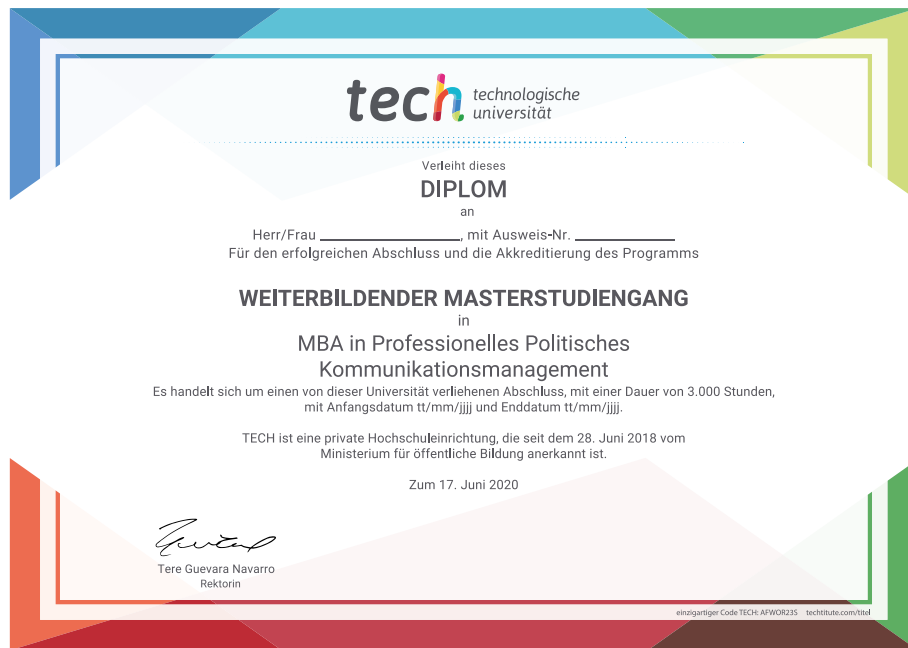 tech technologische
universität
Verleiht dieses
DIPLOM
an
Herr/Frau ____________, mit Ausweis-Nr. ____________
Für den erfolgreichen Abschluss und die Akkreditierung des Programms
WEITERBILDENDER MASTERSTUDIENGANG
in
MBA in Professionelles Politisches
Kommunikationsmanagement
Es handelt sich um einen von dieser Universität verliehenen Abschluss, mit einer Dauer von 3.000 Stunden,
mit Anfangsdatum tt/mm/jjjj und Enddatum tt/mm/jjjj.
TECH ist eine private Hochschuleinrichtung, die seit dem 28. Juni 2018 vom
Ministerium für öffentliche Bildung anerkannt ist.
Zum 17. Juni 2020
Tere Guevara Navarro
Rektorin
einzigartiger Code TECH: AFWOR23S techtitute.com/titel